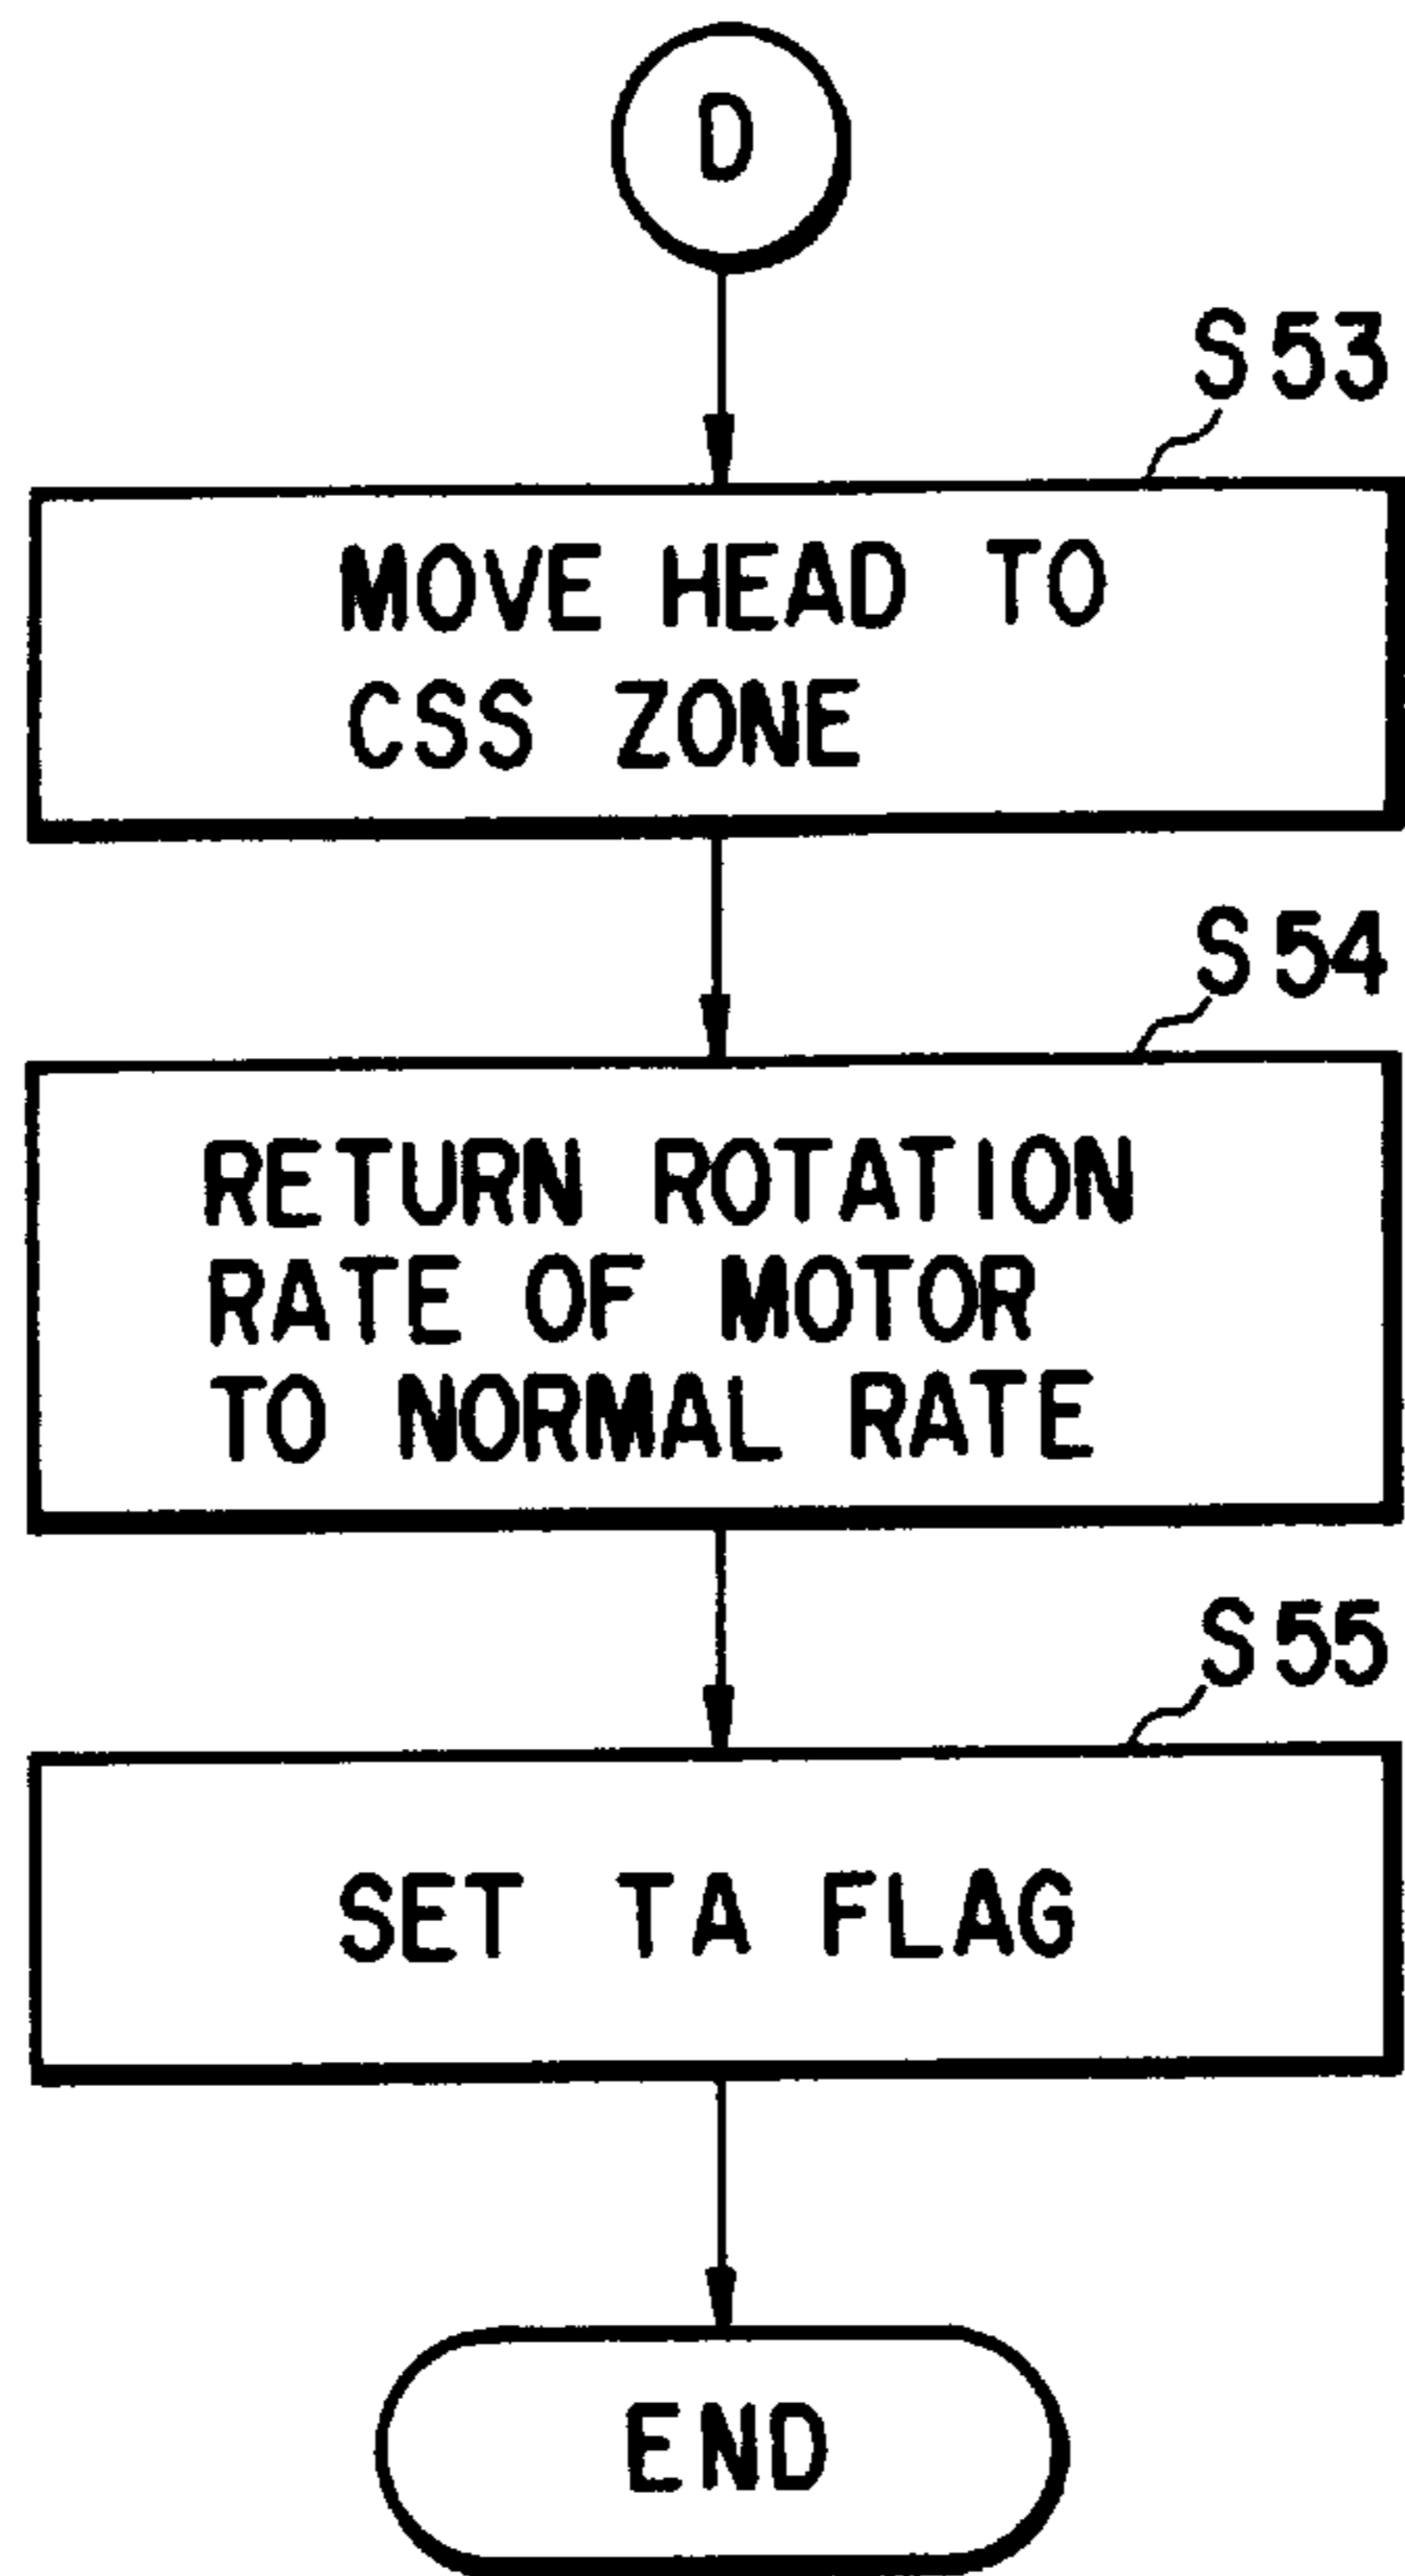 D
S53
MOVE HEAD TO
CSS ZONE
S54
RETURN ROTATION
RATE OF MOTOR
TO NORMAL RATE
S55
SET TA FLAG
END